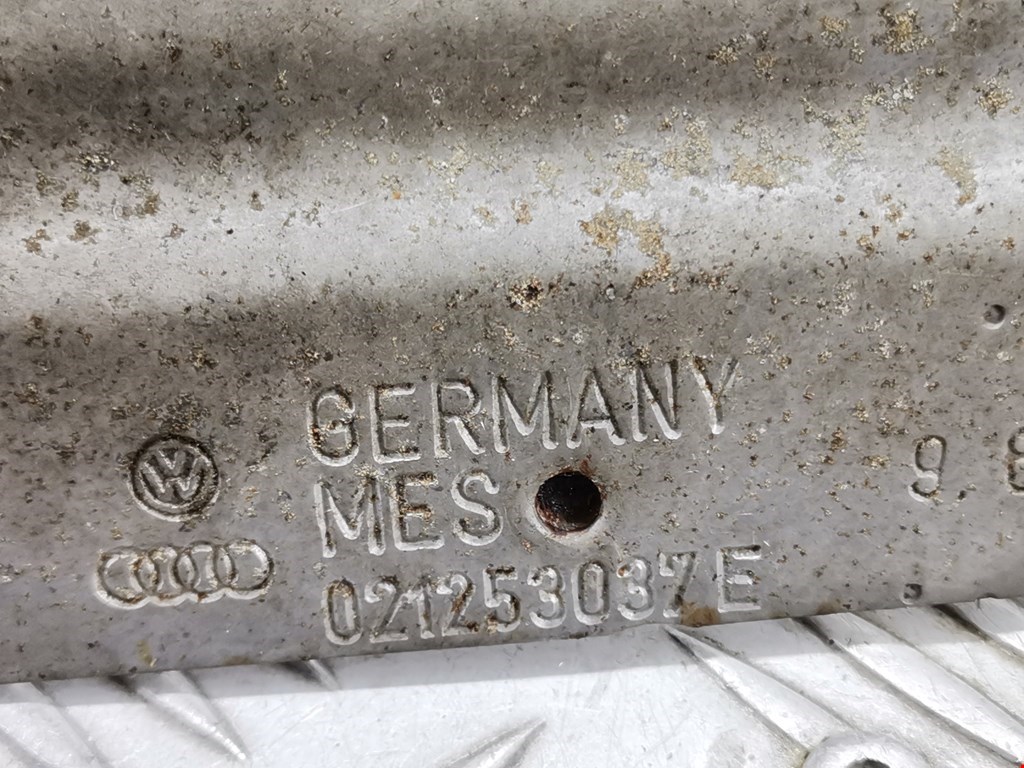 GERMANY
MES
021253037E
9.